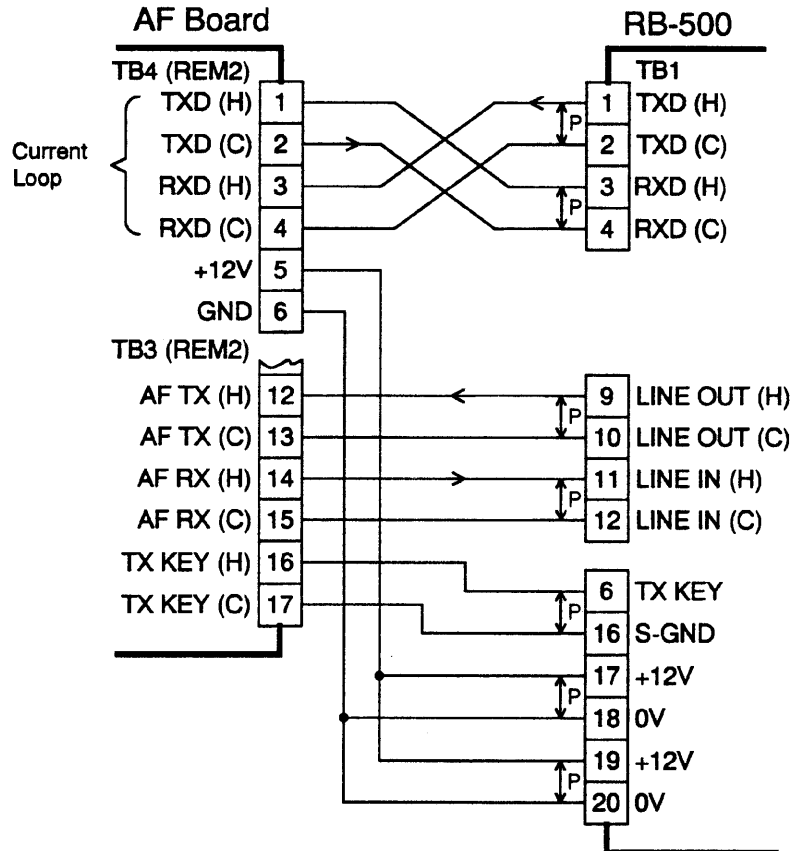 AF Board RB-500
TB4 (REM2) TB1
TXD (H) 1 1 TXD (H)
P
TXD (C) 2 2 TXD (C)
Current Loop
RXD (H) 3 3 RXD (H)
P
RXD (C) 4 4 RXD (C)
+12V 5
GND 6
TB3 (REM2)
AF TX (H) 12 9 LINE OUT (H)
P
AF TX (C) 13 10 LINE OUT (C)
AF RX (H) 14 11 LINE IN (H)
P
AF RX (C) 15 12 LINE IN (C)
TX KEY (H) 16 6 TX KEY
P
TX KEY (C) 17 16 S-GND
17 +12V
P
18 0V
19 +12V
P
20 0V